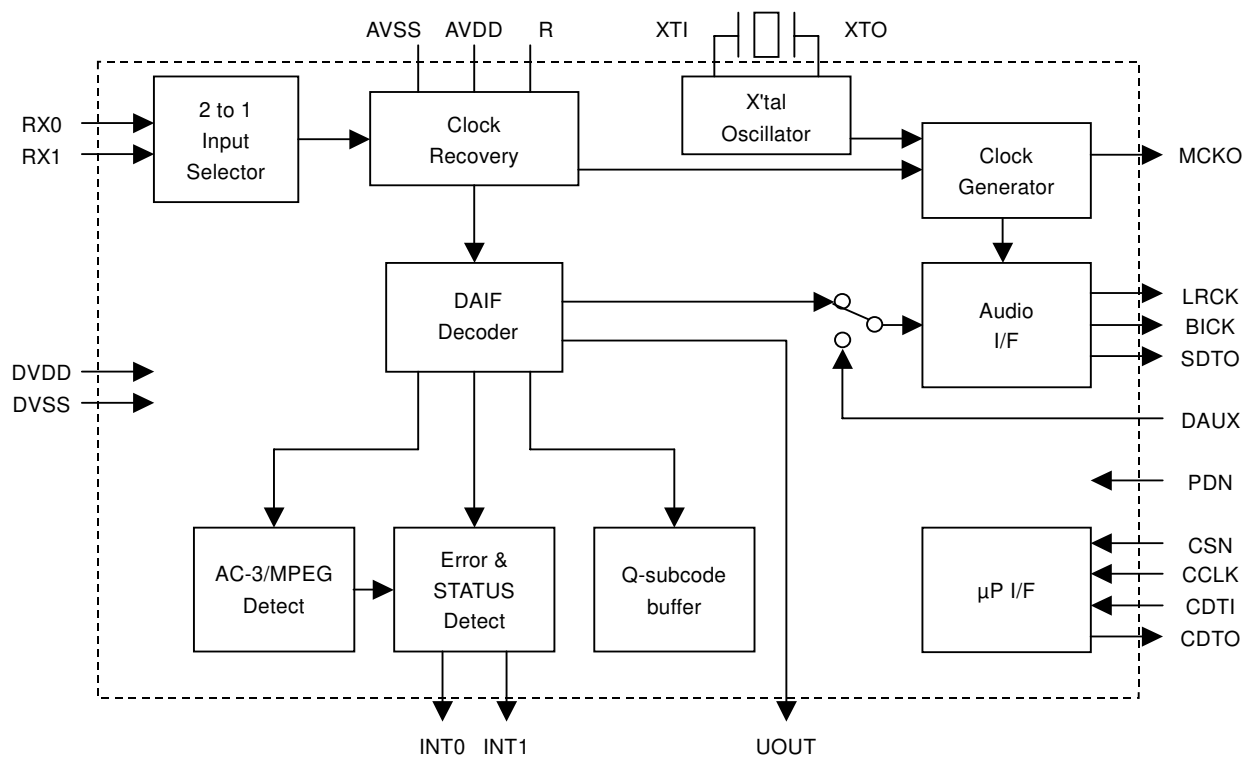 AVSS
AVDD
R
XTI
XTO
RX0
RX1
2 to 1
Input
Selector
Clock
Recovery
X'tal
Oscillator
Clock
Generator
MCKO
DAIF
Decoder
Audio
I/F
LRCK
BICK
SDTO
DVDD
DVSS
DAUX
PDN
AC-3/MPEG
Detect
Error &
STATUS
Detect
Q-subcode
buffer
µP I/F
CSN
CCLK
CDTI
CDTO
INT0
INT1
UOUT